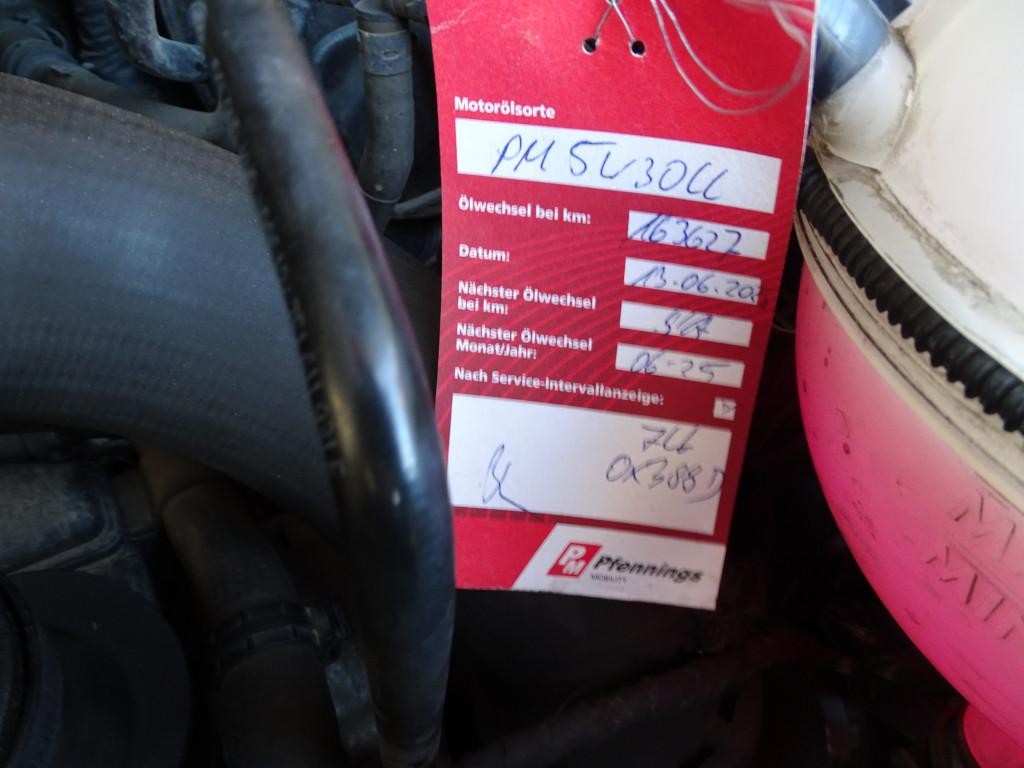 Motorölsorte
PM 5W30LL
Ölwechsel bei km: 163627
Datum: 13.06.20
Nächster Ölwechsel
bei km:
Nächster Ölwechsel
Monat/Jahr: 06-25
Nach Service-Intervallanzeige:
OX388D
PM Pfennings
MOBILITY